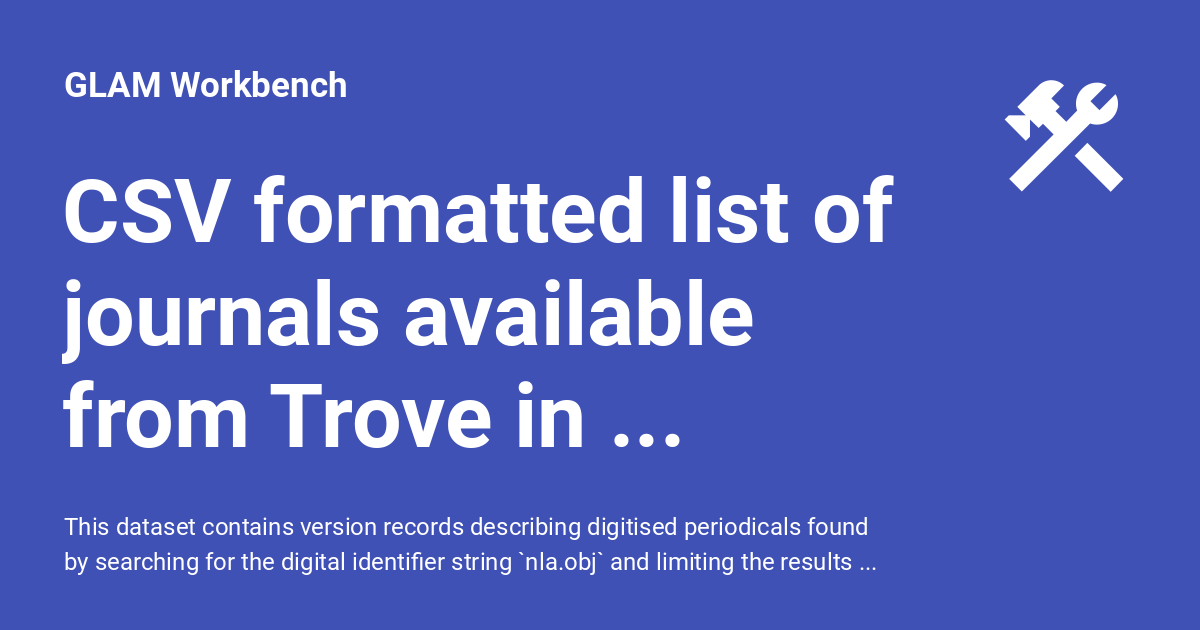 GLAM Workbench
CSV formatted list of
journals available
from Trove in ...
This dataset contains version records describing digitised periodicals found
by searching for the digital identifier string `nla.obj` and limiting the results ...